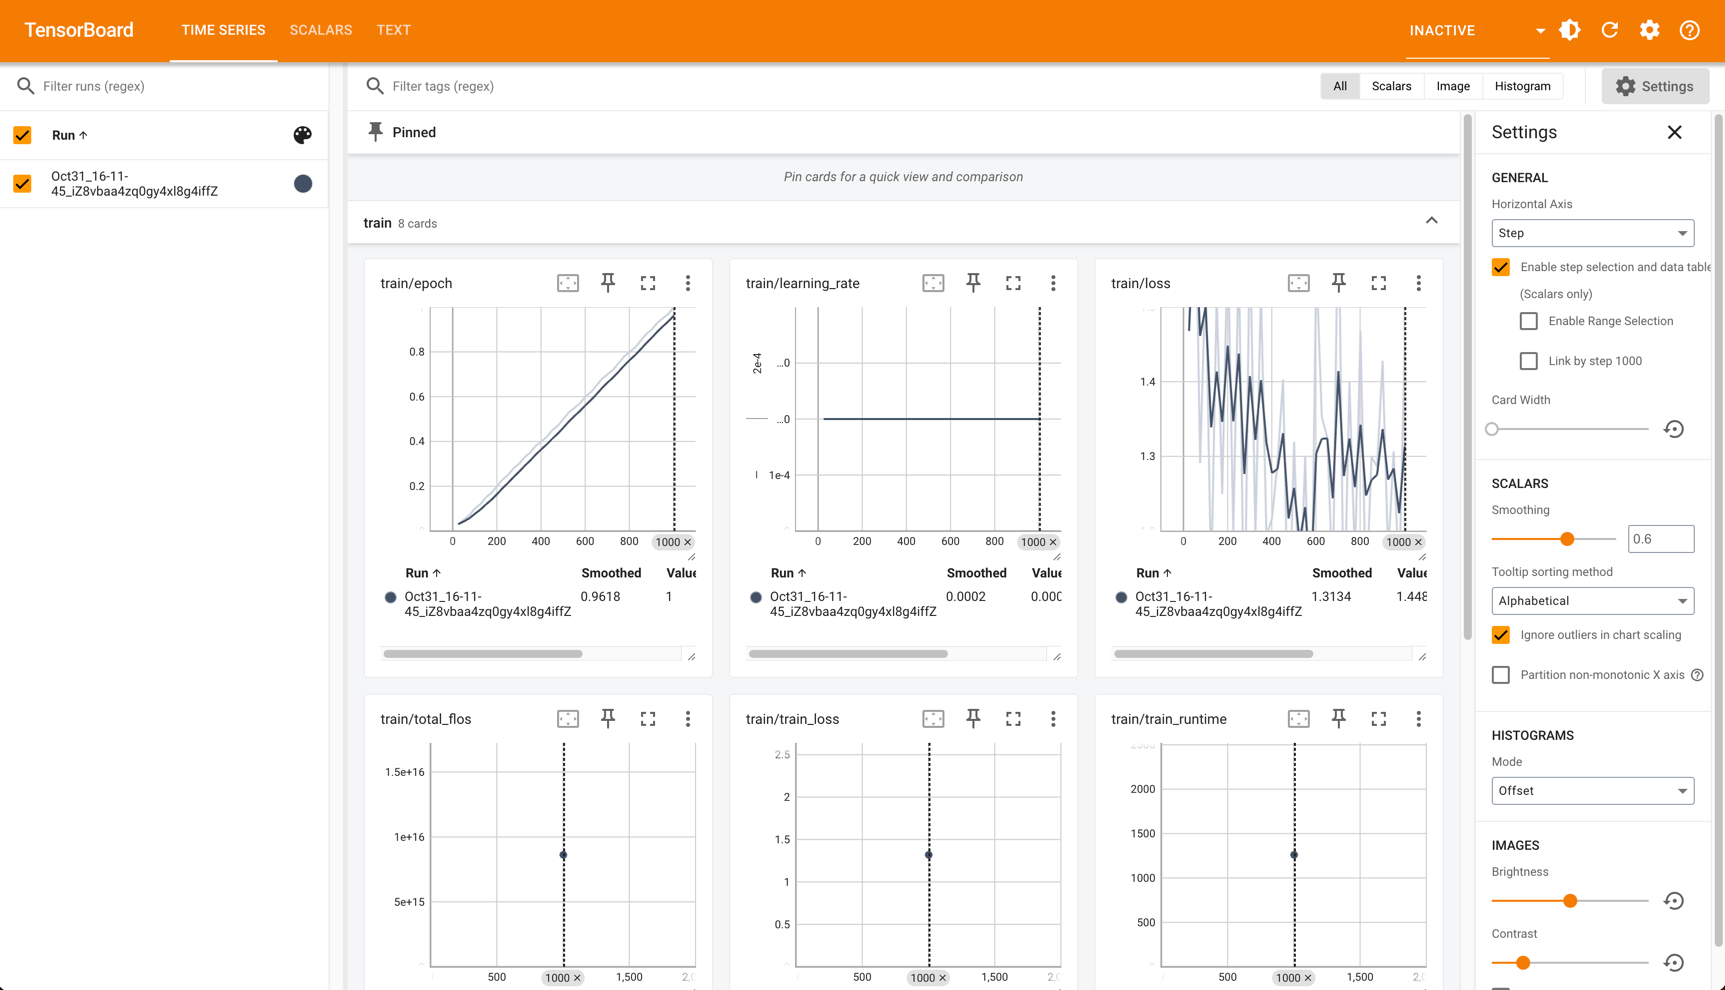 TensorBoard
TIME SERIES
SCALARS
TEXT
INACTIVE
Filter runs (regex)
Run
Oct31_16-11-
45_iZ8vbaa4zq0gy4xl8g4iffZ
Filter tags (regex)
All
Scalars
Image
Histogram
Settings
Pinned
Pin cards for a quick view and comparison
train 8 cards
train/epoch
0.8
0.6
0.4
0.2
0
200
400
600
800
1000
Run
Smoothed
Value
Oct31_16-11-
45_iZ8vbaa4zq0gy4xl8g4iffZ
0.9618
1
train/learning_rate
2e-4
...0
...0
1e-4
0
200
400
600
800
1000
Run
Smoothed
Value
Oct31_16-11-
45_iZ8vbaa4zq0gy4xl8g4iffZ
0.0002
0.000
train/loss
1.4
1.3
0
200
400
600
800
1000
Run
Smoothed
Value
Oct31_16-11-
45_iZ8vbaa4zq0gy4xl8g4iffZ
1.3134
1.448
train/total_flos
1.5e+16
1e+16
5e+15
500
1000
1,500
train/train_loss
2.5
2
1.5
1
0.5
500
1000
1,500
train/train_runtime
2500
2000
1500
1000
500
500
1000
1,500
Settings
GENERAL
Horizontal Axis
Step
Enable step selection and data table
(Scalars only)
Enable Range Selection
Link by step 1000
Card Width
SCALARS
Smoothing
0.6
Tooltip sorting method
Alphabetical
Ignore outliers in chart scaling
Partition non-monotonic X axis
HISTOGRAMS
Mode
Offset
IMAGES
Brightness
Contrast